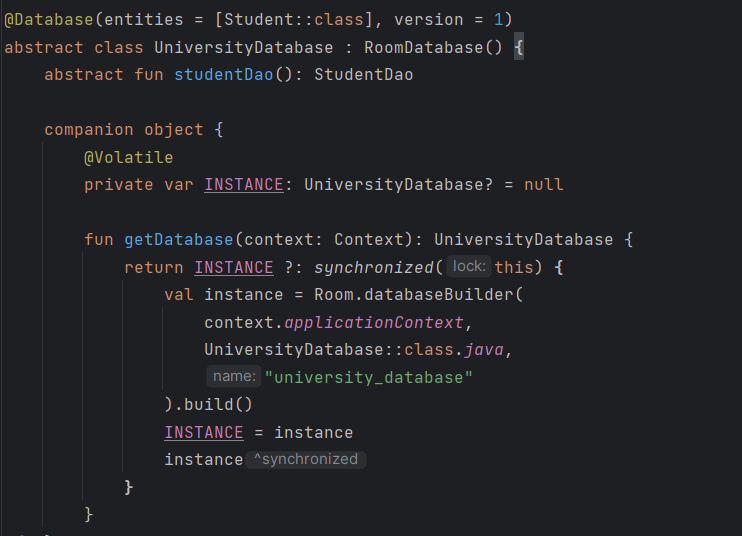 @Database(entities = [Student::class], version = 1)
abstract class UniversityDatabase : RoomDatabase() {
abstract fun studentDao(): StudentDao
companion object {
@Volatile
private var INSTANCE: UniversityDatabase? = null
fun getDatabase(context: Context): UniversityDatabase {
return INSTANCE ?: synchronized( lock: this) {
val instance = Room.databaseBuilder(
context.applicationContext,
UniversityDatabase::class.java,
name: "university_database"
).build()
INSTANCE = instance
instance ^synchronized
}
}